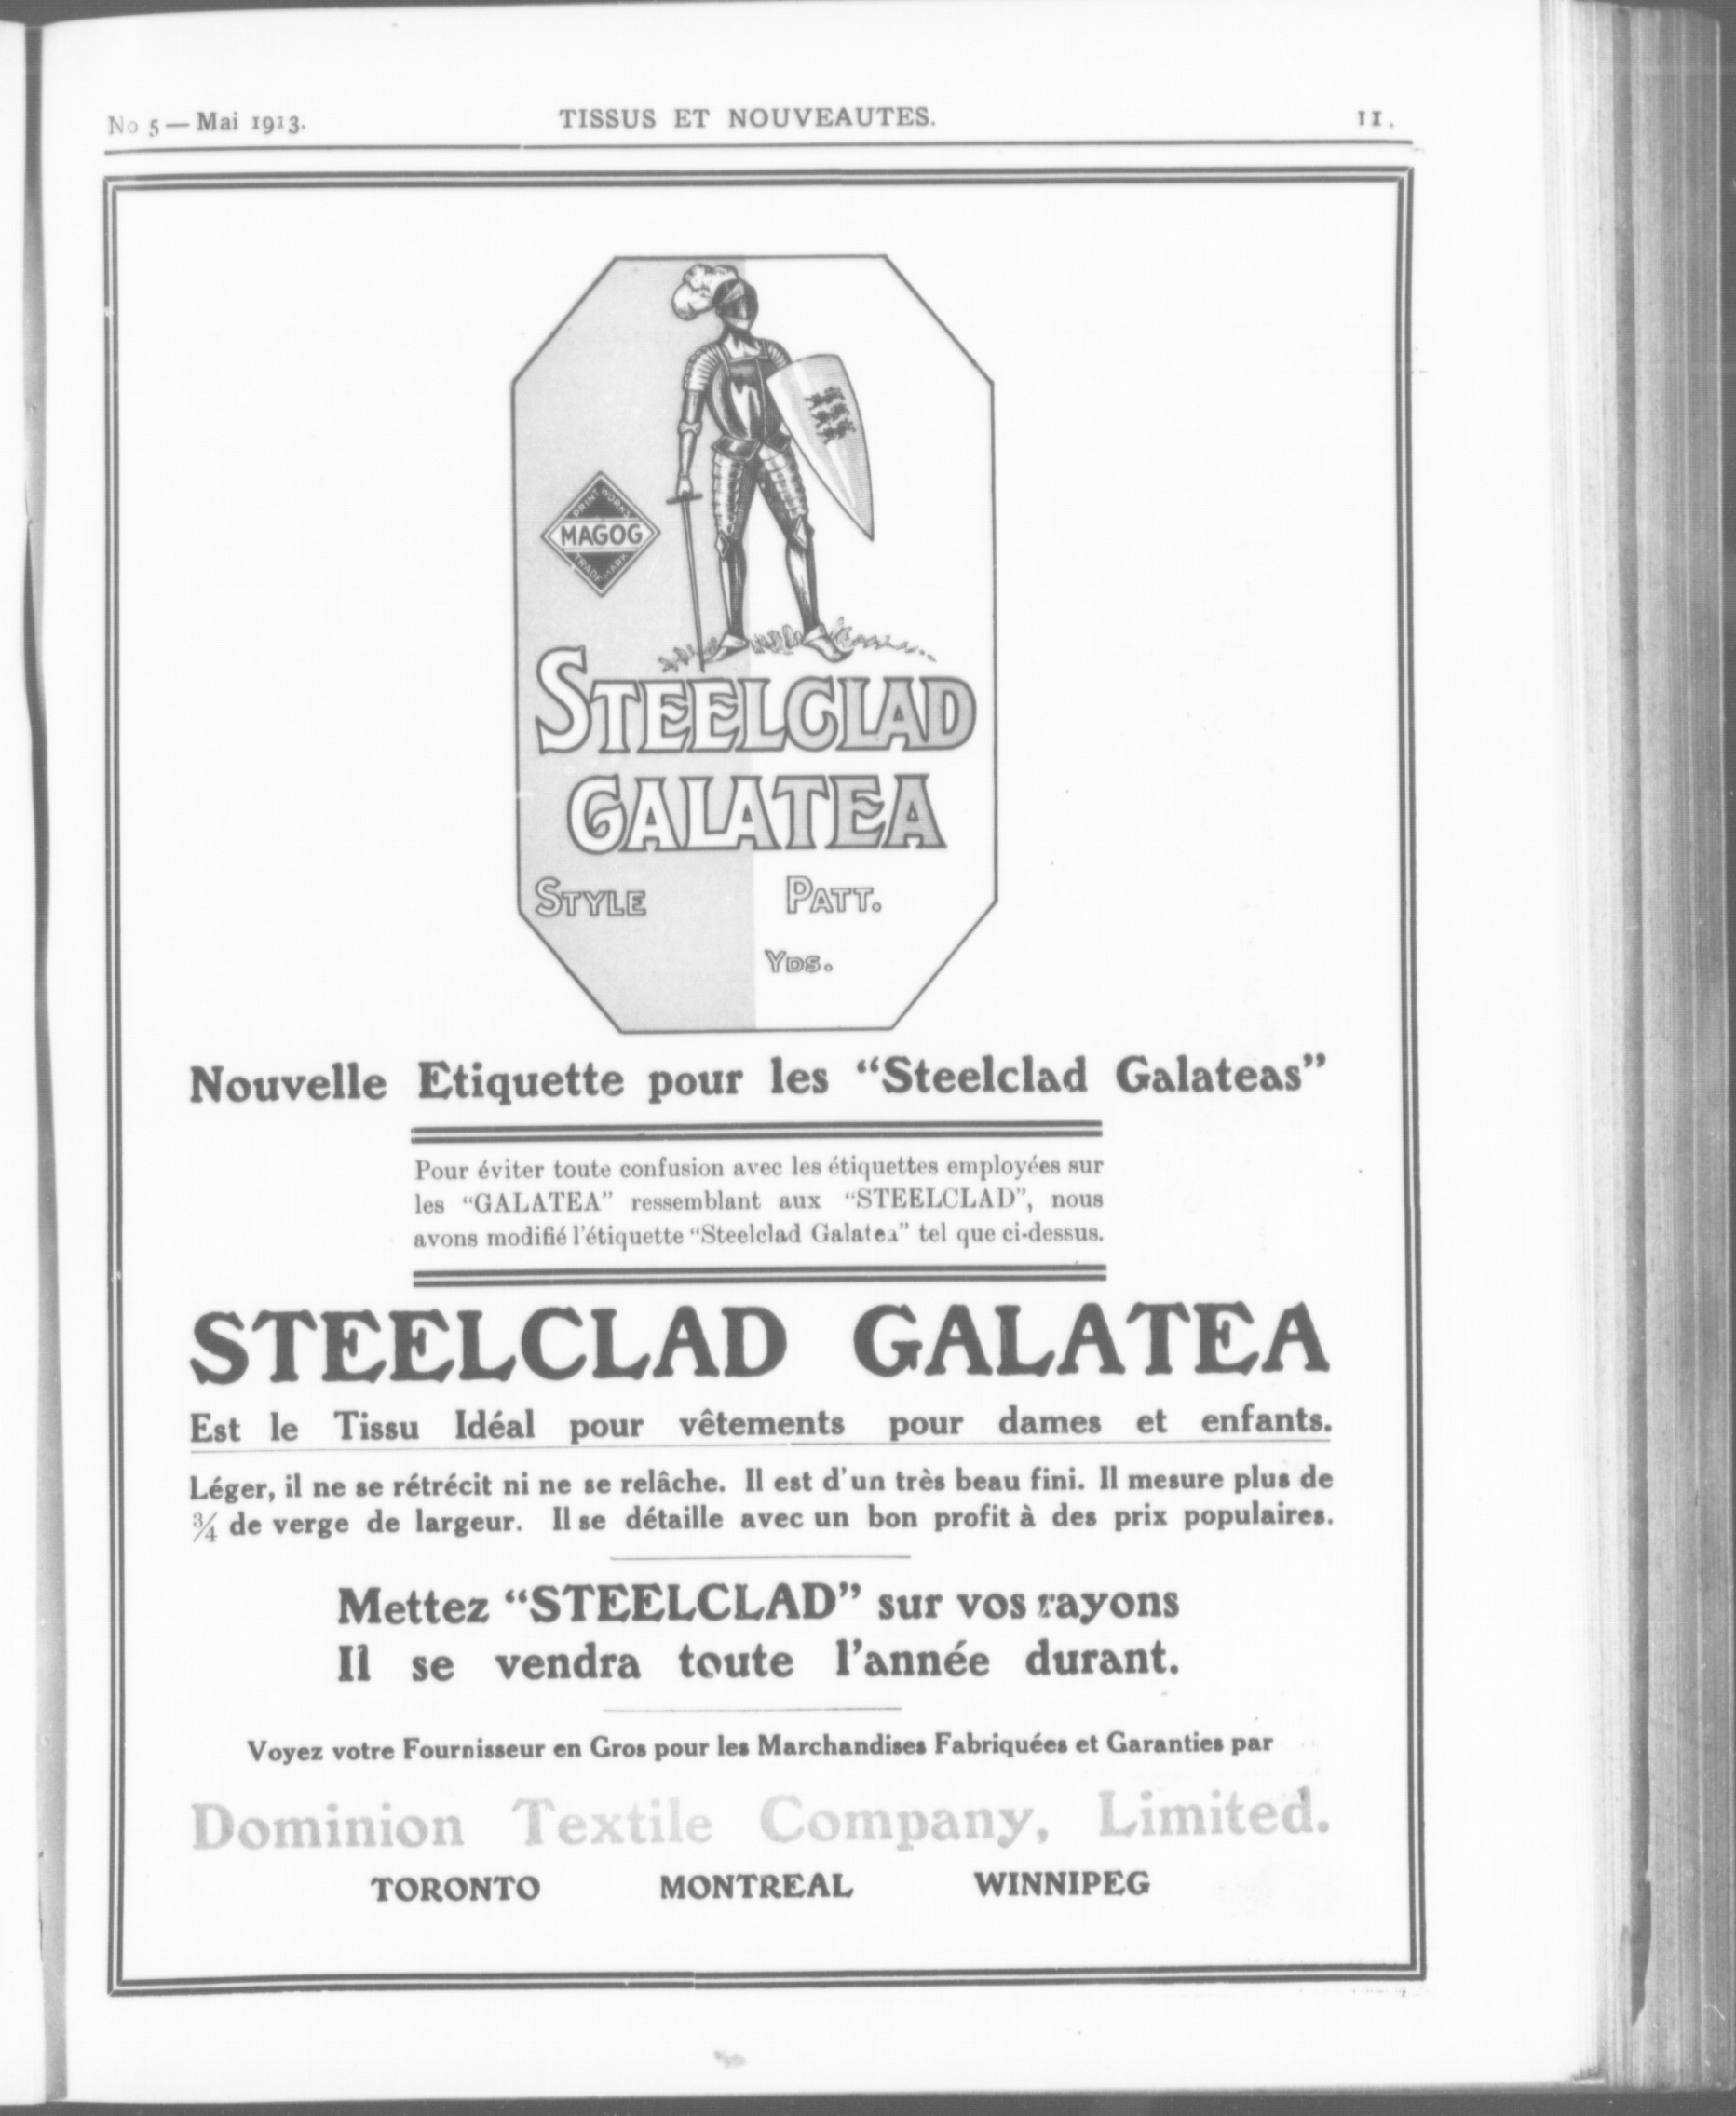 No 5 — Mai 1913.
TISSUS ET NOUVEAUTES.
11.
PRINT WORKS
MAGOG
TRADE MARK
STEELCLAD
GALATEA
STYLE
PATT.
YDS.
Nouvelle Etiquette pour les “Steelclad Galateas”
Pour éviter toute confusion avec les étiquettes employées sur
les “GALATEA” ressemblant aux “STEELCLAD”, nous
avons modifié l'étiquette “Steelclad Galatea” tel que ci-dessus.
STEELCLAD GALATEA
Est le Tissu Idéal pour vêtements pour dames et enfants.
Léger, il ne se rétrécit ni ne se relâche. Il est d'un très beau fini. Il mesure plus de
¾ de verge de largeur. Il se détaille avec un bon profit à des prix populaires.
Mettez “STEELCLAD” sur vos rayons
Il se vendra toute l'année durant.
Voyez votre Fournisseur en Gros pour les Marchandises Fabriquées et Garanties par
Dominion Textile Company, Limited.
TORONTO MONTREAL WINNIPEG